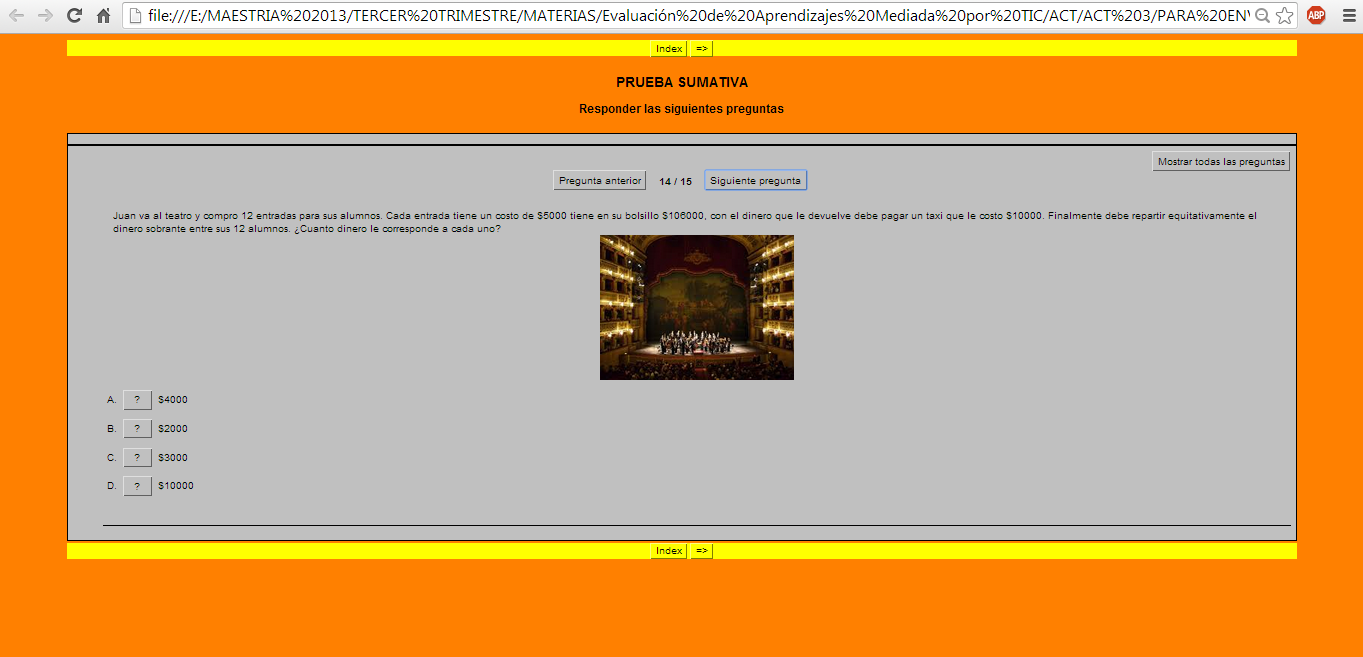 file:///E:/MAESTRIA%202013/TERCER%20TRIMESTRE/MATERIAS/Evaluación%20de%20Aprendizajes%20Mediada%20por%20TIC/ACT/ACT%203/PARA%20EN
ABP
Index =>
PRUEBA SUMATIVA
Responder las siguientes preguntas
Mostrar todas las preguntas
Pregunta anterior 14 / 15 Siguiente pregunta
Juan va al teatro y compro 12 entradas para sus alumnos. Cada entrada tiene un costo de $5000 tiene en su bolsillo $106000, con el dinero que le devuelve debe pagar un taxi que le costo $10000. Finalmente debe repartir equitativamente el
dinero sobrante entre sus 12 alumnos. ¿Cuanto dinero le corresponde a cada uno?
A. ? $4000
B. ? $2000
C. ? $3000
D. ? $10000
Index =>